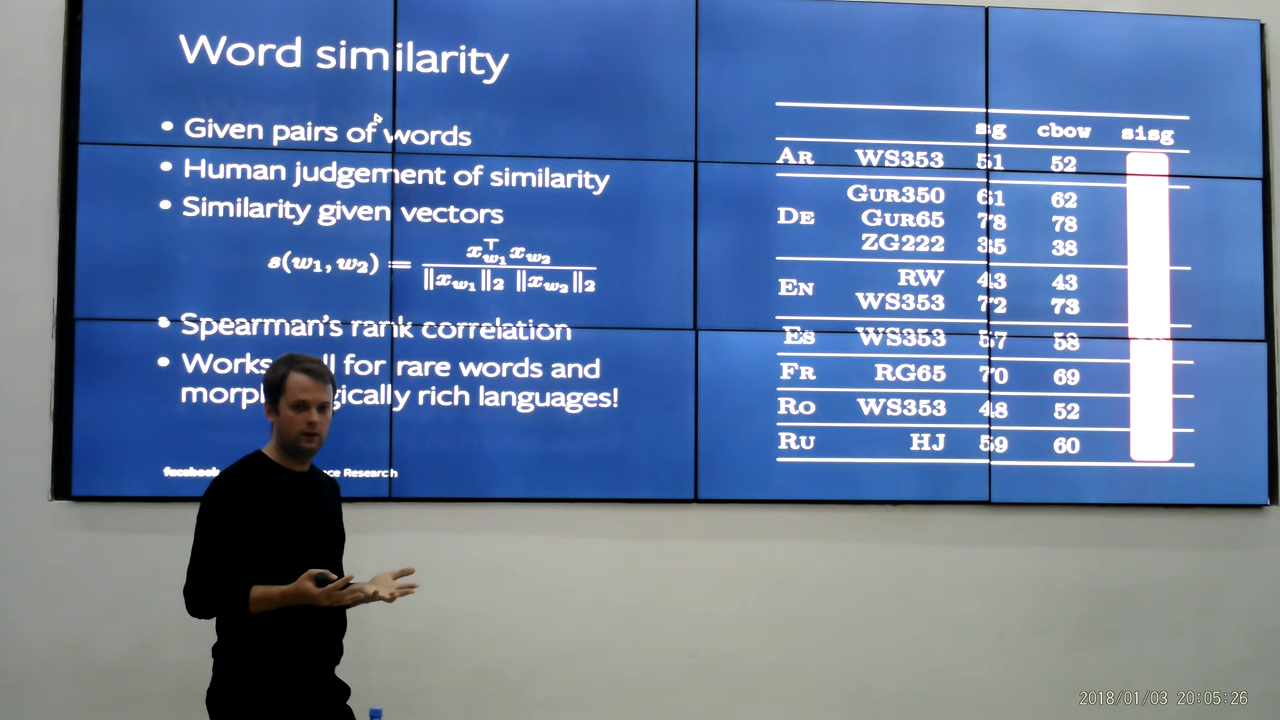 Word similarity
• Given pairs of words
• Human judgement of similarity
• Similarity given vectors
s(w₁, w₂) = x⊤w₁ xw₂ / ‖xw₁‖₂ ‖xw₂‖₂
• Spearman's rank correlation
• Works for rare words and
rich languages!
facebook Research
sg cbow sisg
AR WS353 51 52
DE GUR350 61 62
GUR65 78 78
ZG222 35 38
EN RW 43 43
WS353 72 73
ES WS353 57 58
FR RG65 70 69
RO WS353 48 52
RU HJ 59 60
2018/01/03 20:05:26